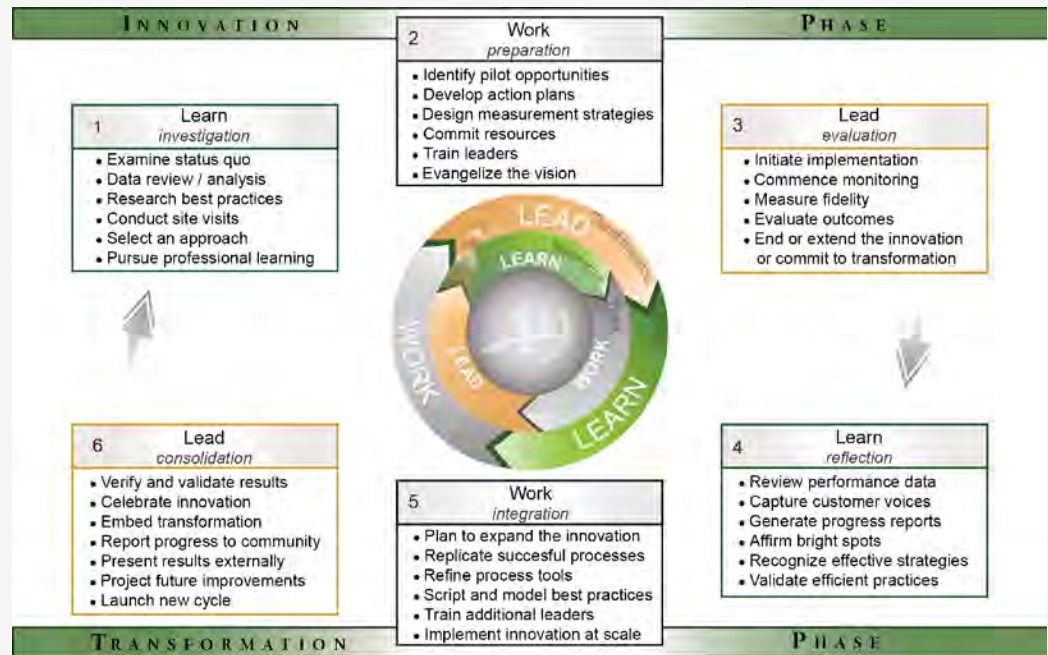 INNOVATION PHASE
1 Learn
investigation
• Examine status quo
• Data review / analysis
• Research best practices
• Conduct site visits
• Select an approach
• Pursue professional learning
2 Work
preparation
• Identify pilot opportunities
• Develop action plans
• Design measurement strategies
• Commit resources
• Train leaders
• Evangelize the vision
3 Lead
evaluation
• Initiate implementation
• Commence monitoring
• Measure fidelity
• Evaluate outcomes
• End or extend the innovation
or commit to transformation
LEAD
LEARN
WORK
LEAD
WORK
LEARN
4 Learn
reflection
• Review performance data
• Capture customer voices
• Generate progress reports
• Affirm bright spots
• Recognize effective strategies
• Validate efficient practices
5 Work
integration
• Plan to expand the innovation
• Replicate succesful processes
• Refine process tools
• Script and model best practices
• Train additional leaders
• Implement innovation at scale
6 Lead
consolidation
• Verify and validate results
• Celebrate innovation
• Embed transformation
• Report progress to community
• Present results externally
• Project future improvements
• Launch new cycle
TRANSFORMATION PHASE